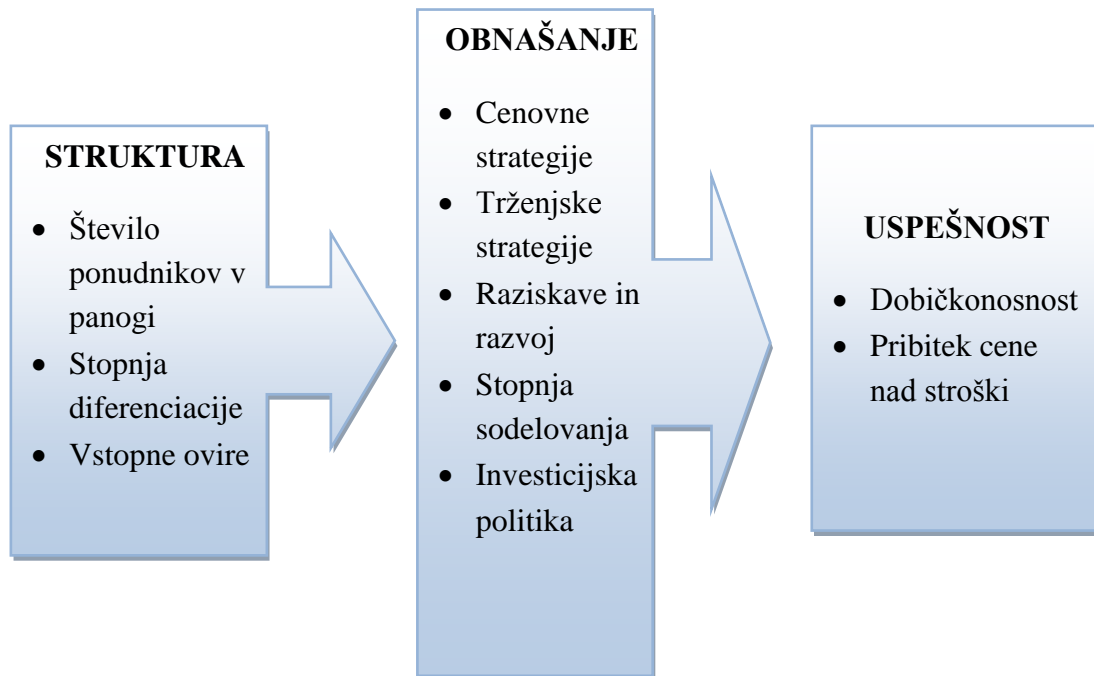 STRUKTURA
• Število
ponudnikov v
panogi
• Stopnja
diferenciacije
• Vstopne ovire
OBNAŠANJE
• Cenovne
strategije
• Trženjske
strategije
• Raziskave in
razvoj
• Stopnja
sodelovanja
• Investicijska
politika
USPEŠNOST
• Dobičkonosnost
• Pribitek cene
nad stroški